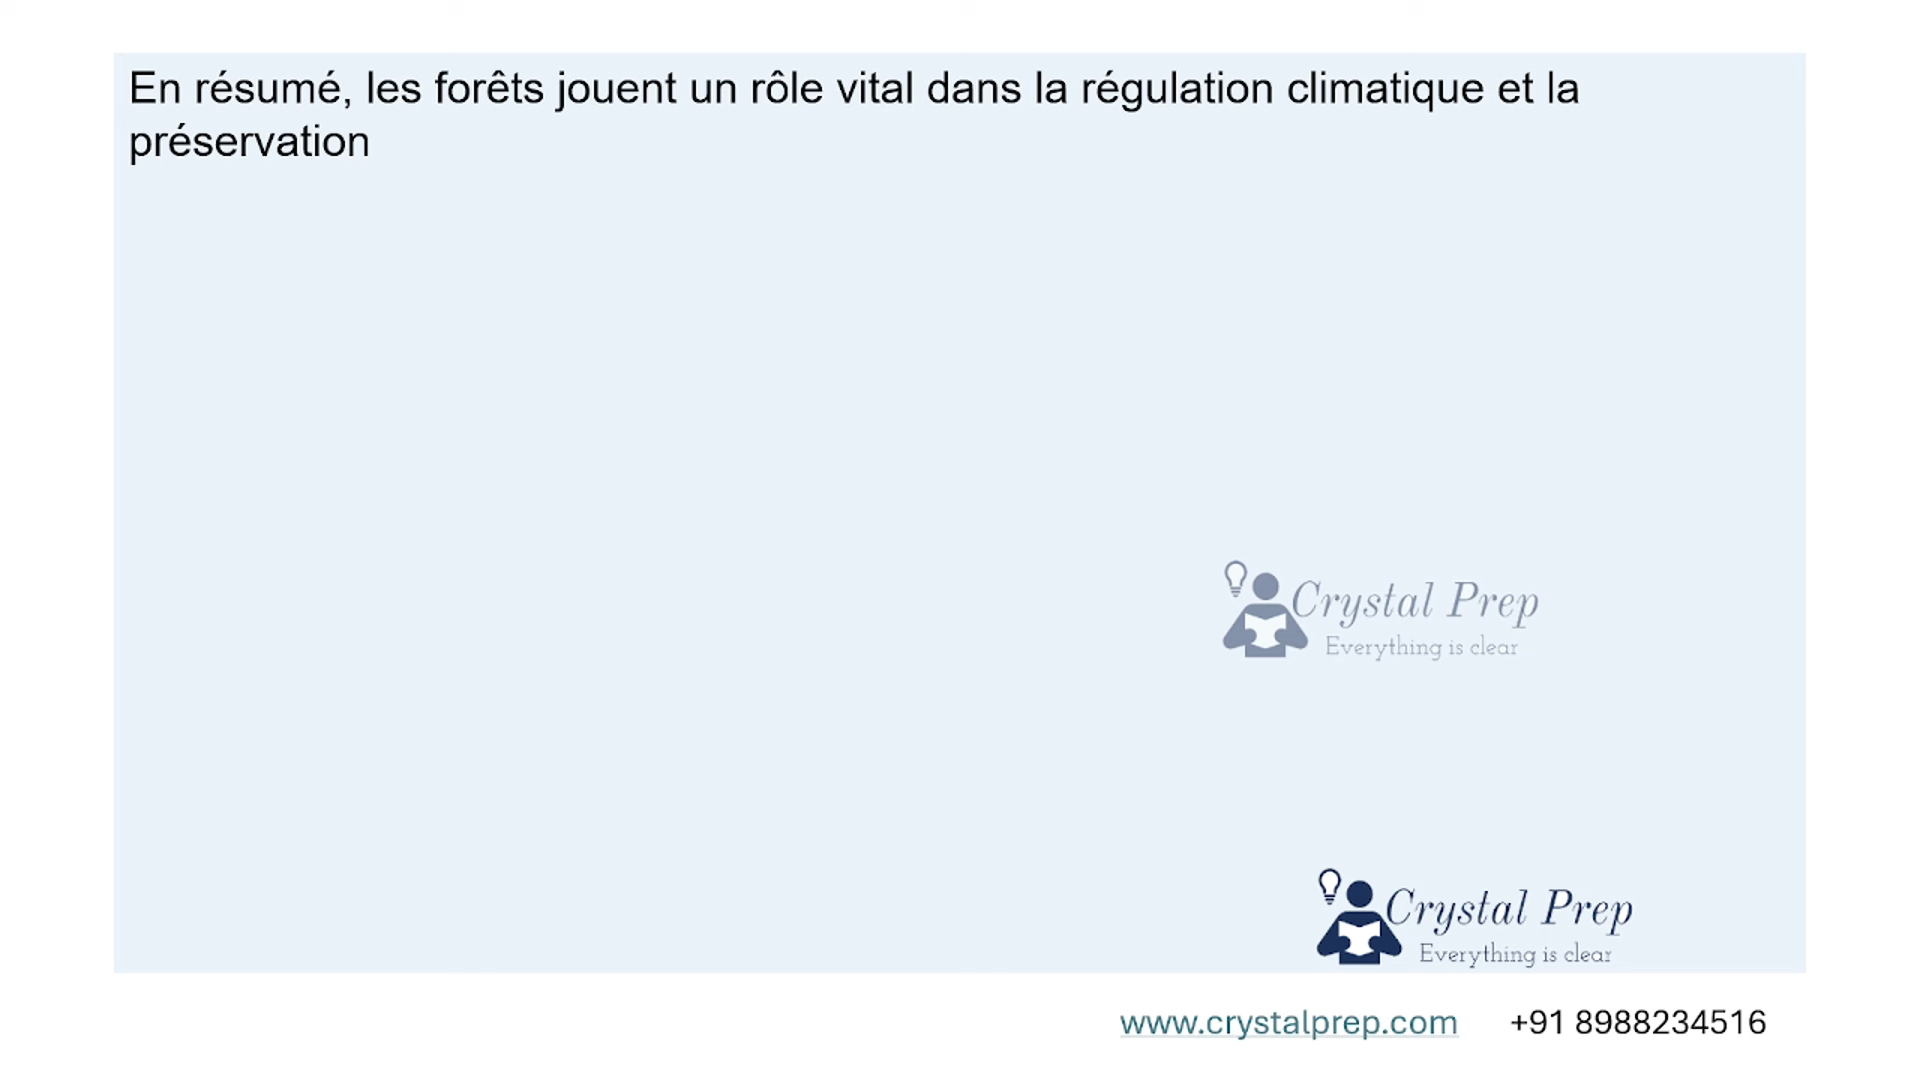 En résumé, les forêts jouent un rôle vital dans la régulation climatique et la
préservation
Crystal Prep
Everything is clear
Crystal Prep
Everything is clear
www.crystalprep.com +91 8988234516